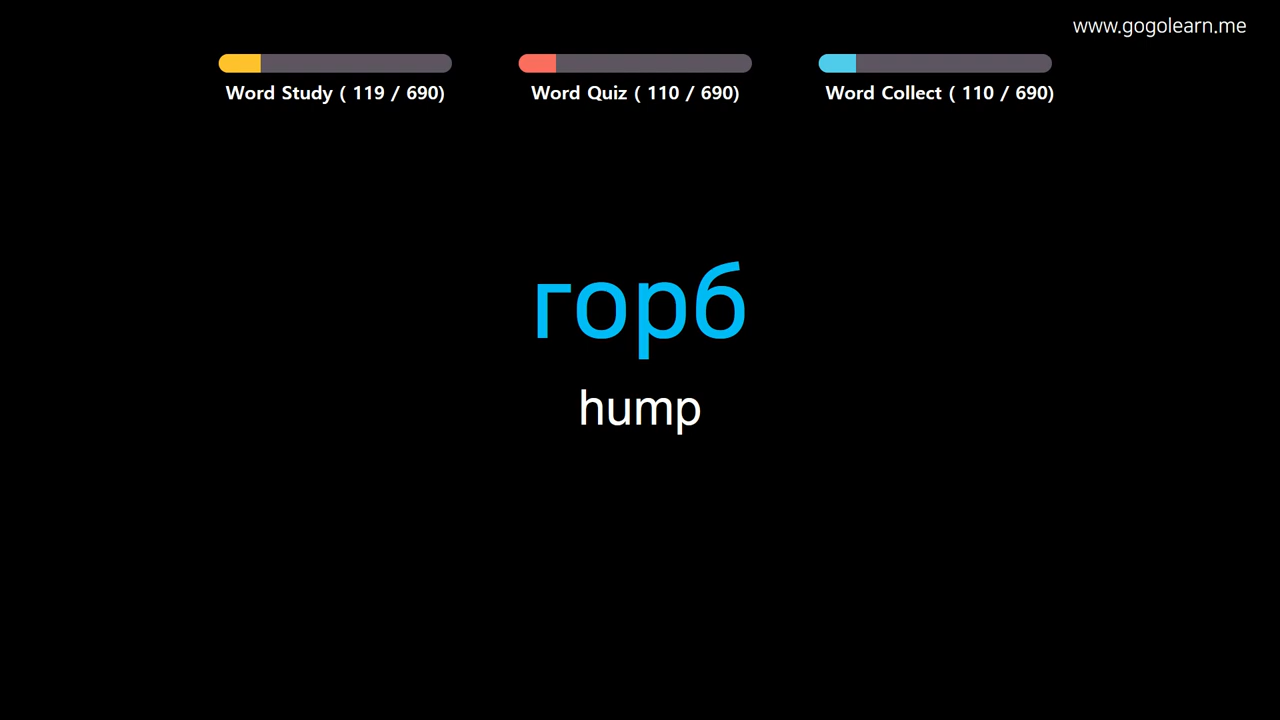 www.gogolearn.me
Word Study ( 119 / 690)
Word Quiz ( 110 / 690)
Word Collect ( 110 / 690)
горб
hump